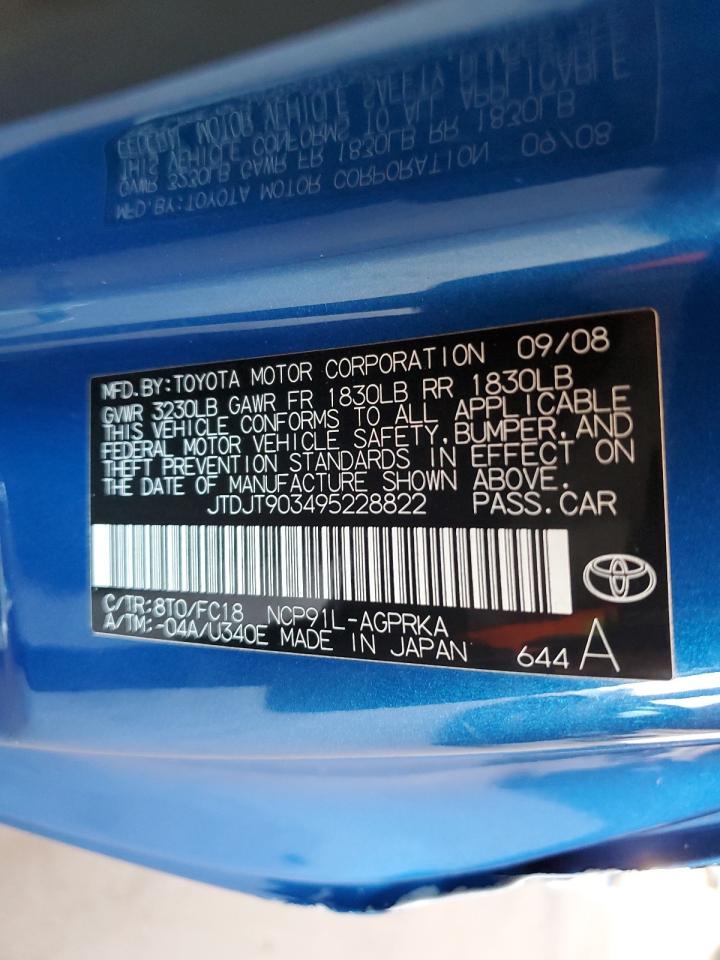 MFD.BY:TOYOTA MOTOR CORPORATION 09/08
GVWR 3230LB GAWR FR 1830LB RR 1830LB
THIS VEHICLE CONFORMS TO ALL APPLICABLE
FEDERAL MOTOR VEHICLE SAFETY,BUMPER,AND
THEFT PREVENTION STANDARDS IN EFFECT ON
THE DATE OF MANUFACTURE SHOWN ABOVE.
JTDJT903495228822 PASS.CAR
C/TR:8T0/FC18 NCP91L-AGPRKA
A/TM:-04A/U340E MADE IN JAPAN 644 A